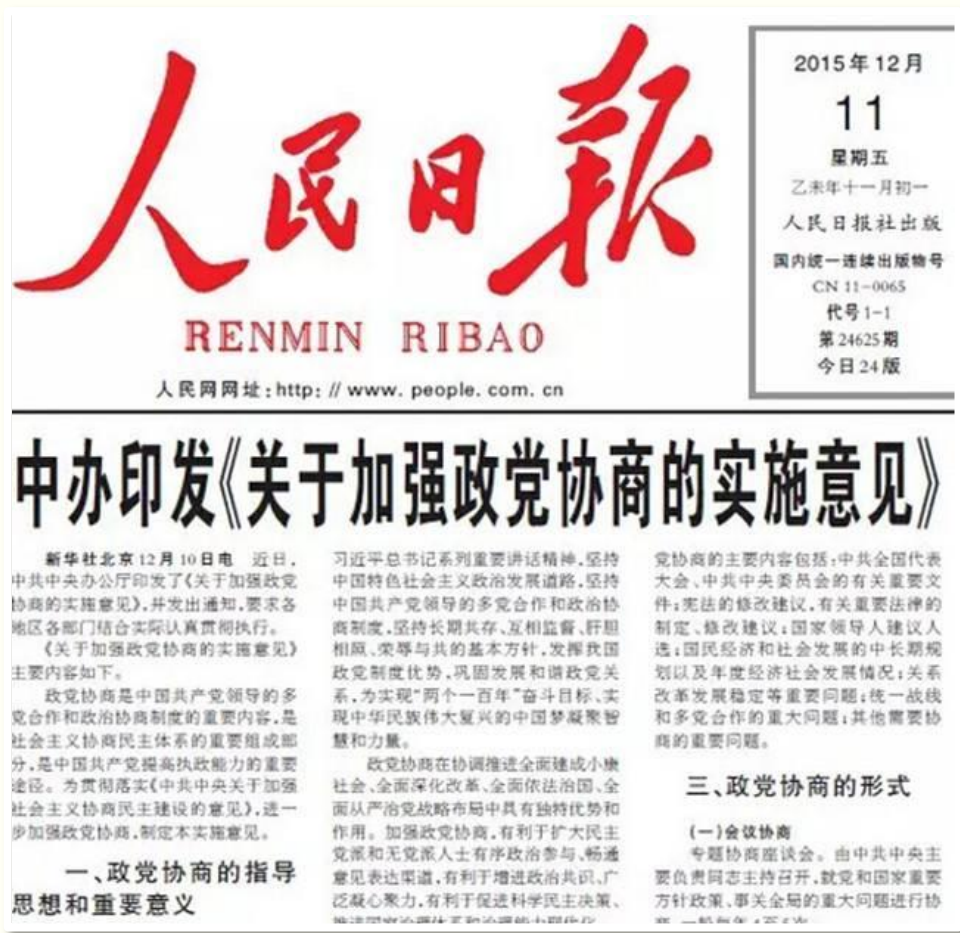 人民日报
RENMIN RIBAO
人民网网址:http: // www. people. com. cn
2015年12月
11
星期五
乙未年十一月初一
人民日报社出版
国内统一连续出版物号
CN 11-0065
代号1-1
第24625期
今日24版
中办印发《关于加强政党协商的实施意见》
新华社北京12月10日电 近日,
中共中央办公厅印发了《关于加强政党
协商的实施意见》,并发出通知,要求各
地区各部门结合实际认真贯彻执行。
《关于加强政党协商的实施意见》
主要内容如下。
政党协商是中国共产党领导的多
党合作和政治协商制度的重要内容,是
社会主义协商民主体系的重要组成部
分,是中国共产党提高执政能力的重要
途径。为贯彻落实《中共中央关于加强
社会主义协商民主建设的意见》,进一
步加强政党协商,制定本实施意见。
一、政党协商的指导
思想和重要意义
习近平总书记系列重要讲话精神,坚持
中国特色社会主义政治发展道路,坚持
中国共产党领导的多党合作和政治协
商制度,坚持长期共存、互相监督、肝胆
相照、荣辱与共的基本方针,发挥我国
政党制度优势,巩固发展和谐政党关
系,为实现“两个一百年”奋斗目标、实
现中华民族伟大复兴的中国梦凝聚智
慧和力量。
政党协商在协调推进全面建成小康
社会、全面深化改革、全面依法治国、全
面从严治党战略布局中具有独特优势和
作用。加强政党协商,有利于扩大民主
党派和无党派人士有序政治参与、畅通
意见表达渠道,有利于增进政治共识、广
泛凝心聚力,有利于促进科学民主决策、
党协商的主要内容包括:中共全国代表
大会、中共中央委员会的有关重要文
件;宪法的修改建议,有关重要法律的
制定、修改建议;国家领导人建议人
选;国民经济和社会发展的中长期规
划以及年度经济社会发展情况;关系
改革发展稳定等重要问题;统一战线
和多党合作的重大问题;其他需要协
商的重要问题。
三、政党协商的形式
(一)会议协商
专题协商座谈会。由中共中央主
要负责同志主持召开,就党和国家重要
方针政策、事关全局的重大问题进行协